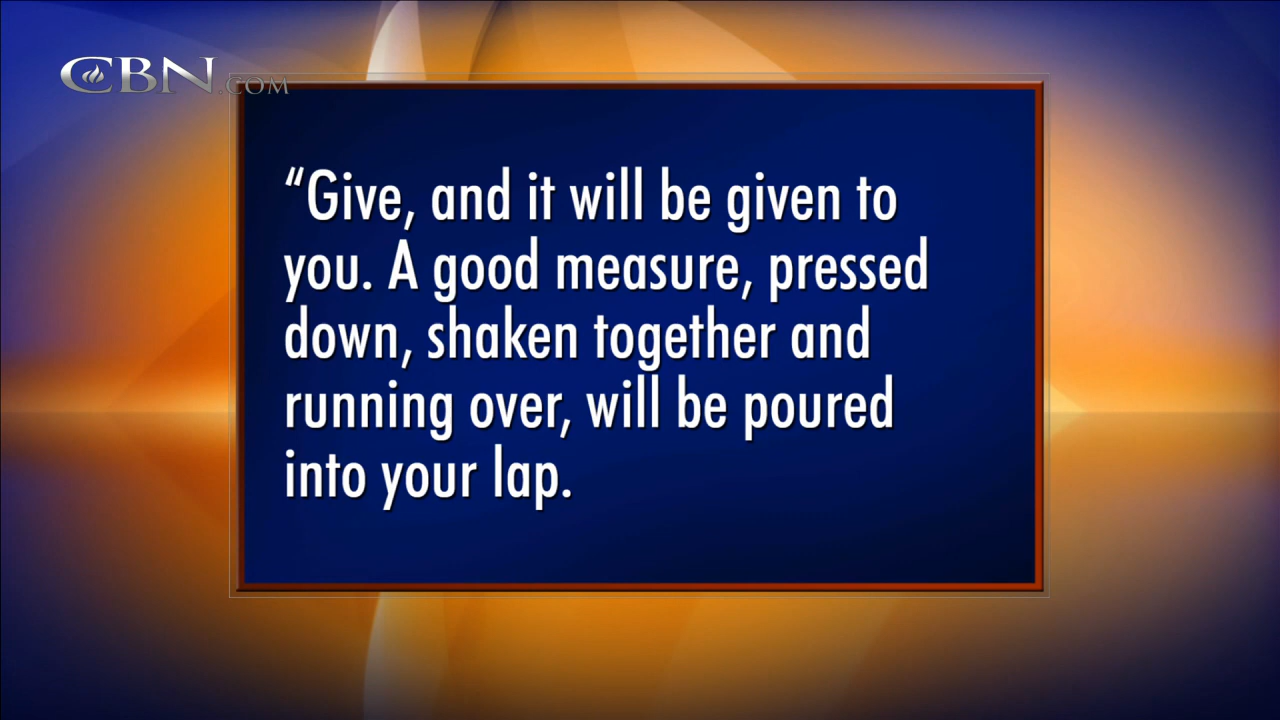 CBN.COM
“Give, and it will be given to
you. A good measure, pressed
down, shaken together and
running over, will be poured
into your lap.